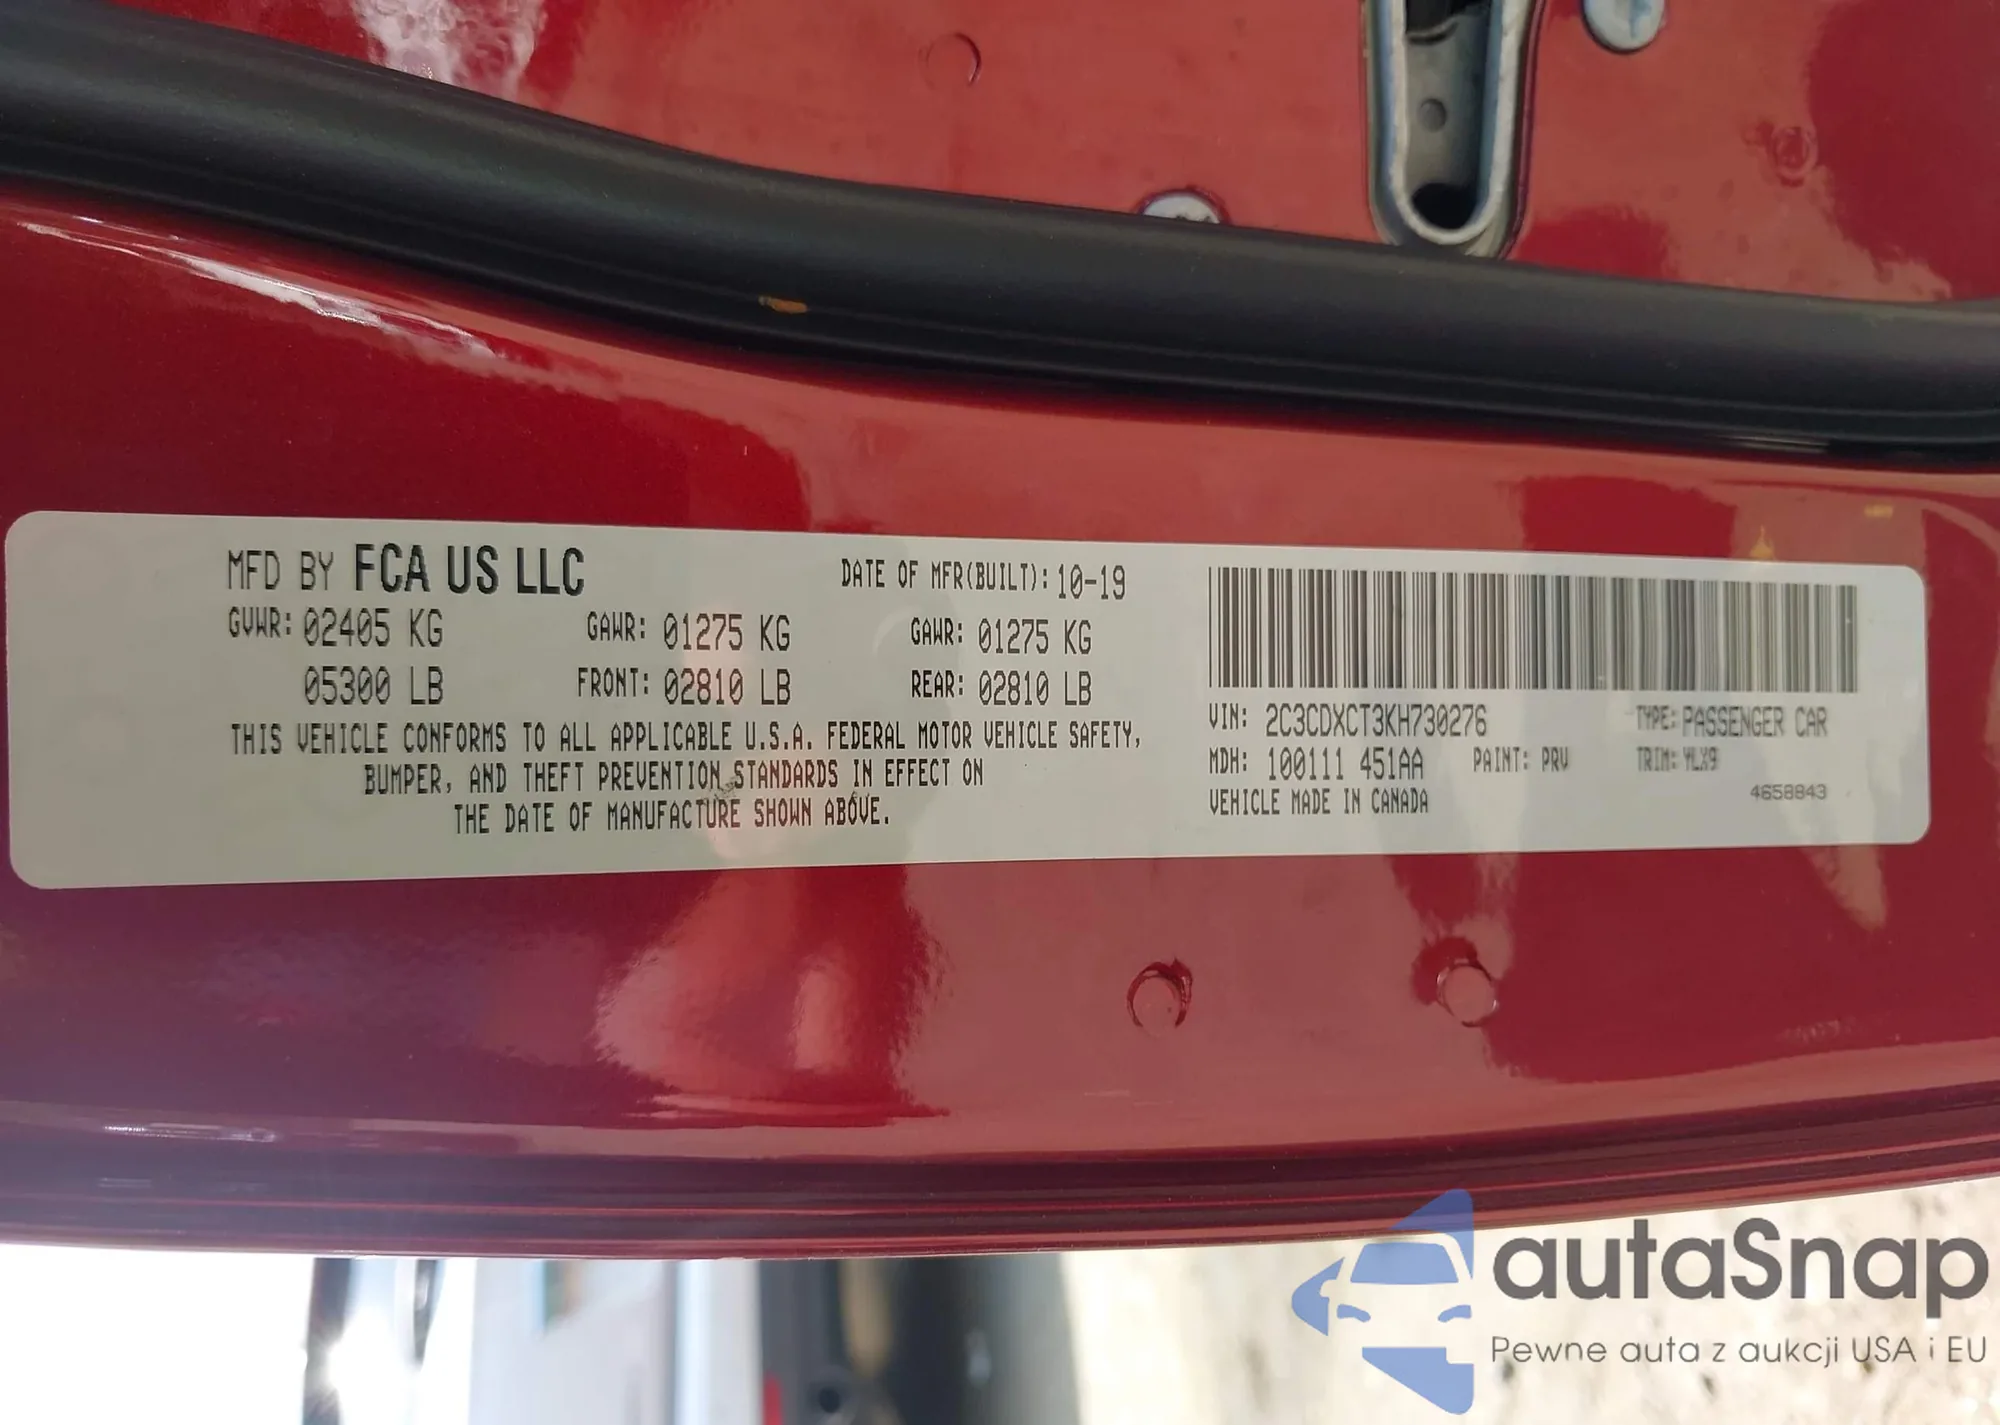 MFD BY FCA US LLC
DATE OF MFR(BUILT): 10-19
GVWR: 02405 KG GAWR: 01275 KG GAWR: 01275 KG
05300 LB FRONT: 02810 LB REAR: 02810 LB
THIS VEHICLE CONFORMS TO ALL APPLICABLE U.S.A. FEDERAL MOTOR VEHICLE SAFETY,
BUMPER, AND THEFT PREVENTION STANDARDS IN EFFECT ON
THE DATE OF MANUFACTURE SHOWN ABOVE.
VIN: 2C3CDXCT3KH730276 TYPE: PASSENGER CAR
MDH: 100111 451AA PAINT: PRV TRIM: YLX9
VEHICLE MADE IN CANADA 4658843
autaSnap
Pewne auta z aukcji USA i EU